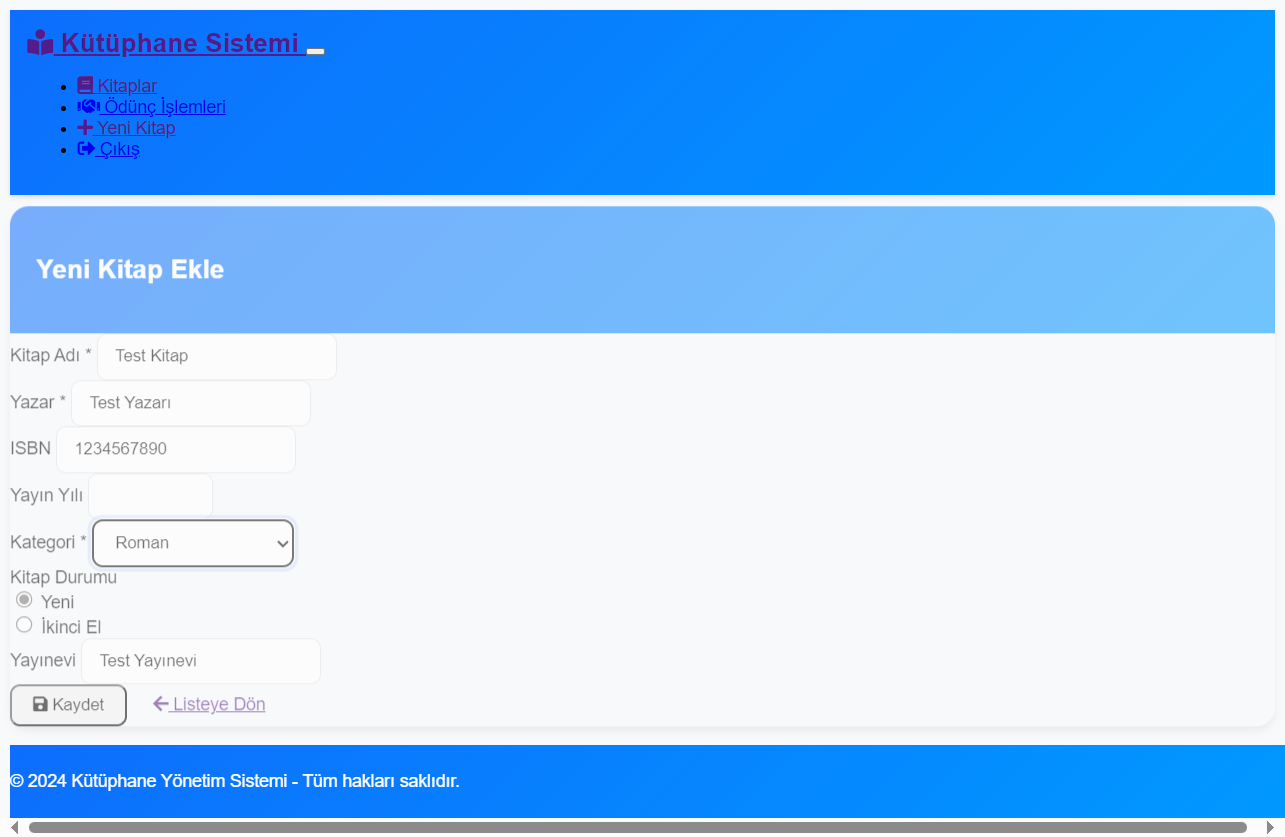 Kütüphane Sistemi
Kitaplar
Ödünç İşlemleri
Yeni Kitap
Çıkış
Yeni Kitap Ekle
Kitap Adı * Test Kitap
Yazar * Test Yazarı
ISBN 1234567890
Yayın Yılı
Kategori * Roman
Kitap Durumu
Yeni
İkinci El
Yayınevi Test Yayınevi
Kaydet Listeye Dön
© 2024 Kütüphane Yönetim Sistemi - Tüm hakları saklıdır.